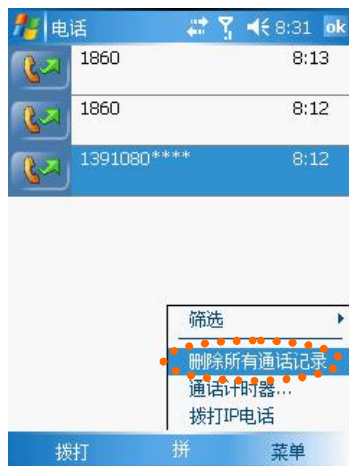 电话 8:31 ok
1860 8:13
1860 8:12
1391080**** 8:12
筛选
删除所有通话记录
通话计时器...
拨打IP电话
拨打 拼 菜单